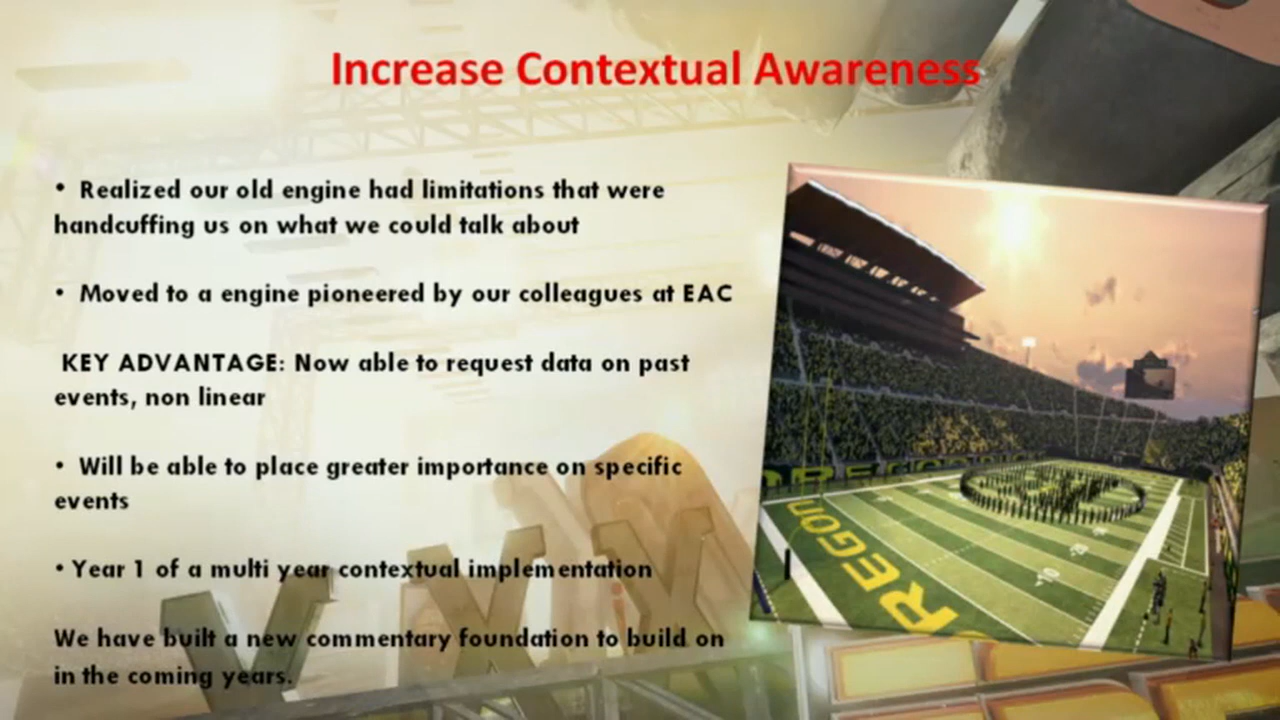 Increase Contextual Awareness
• Realized our old engine had limitations that were
handcuffing us on what we could talk about
• Moved to a engine pioneered by our colleagues at EAC
KEY ADVANTAGE: Now able to request data on past
events, non linear
• Will be able to place greater importance on specific
events
• Year 1 of a multi year contextual implementation
We have built a new commentary foundation to build on
in the coming years.
OREGON